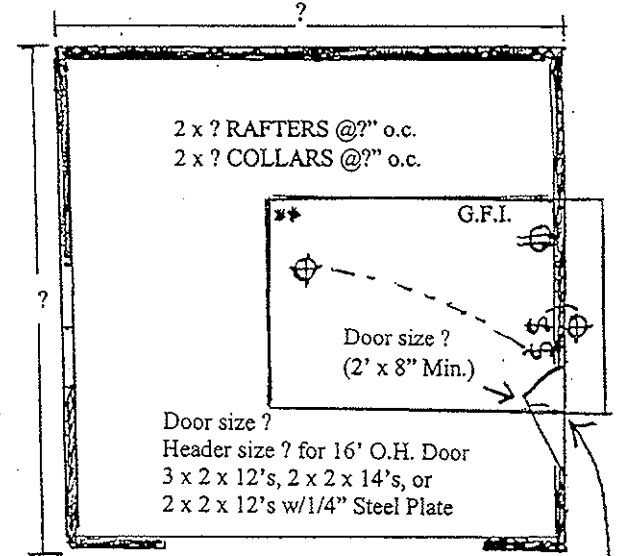 ?
2 x ? RAFTERS @?" o.c.
2 x ? COLLARS @?" o.c.
**
G.F.I.
?
$
$
Door size ?
(2' x 8" Min.)
Door size ?
Header size ? for 16' O.H. Door
3 x 2 x 12's, 2 x 2 x 14's, or
2 x 2 x 12's w/1/4" Steel Plate